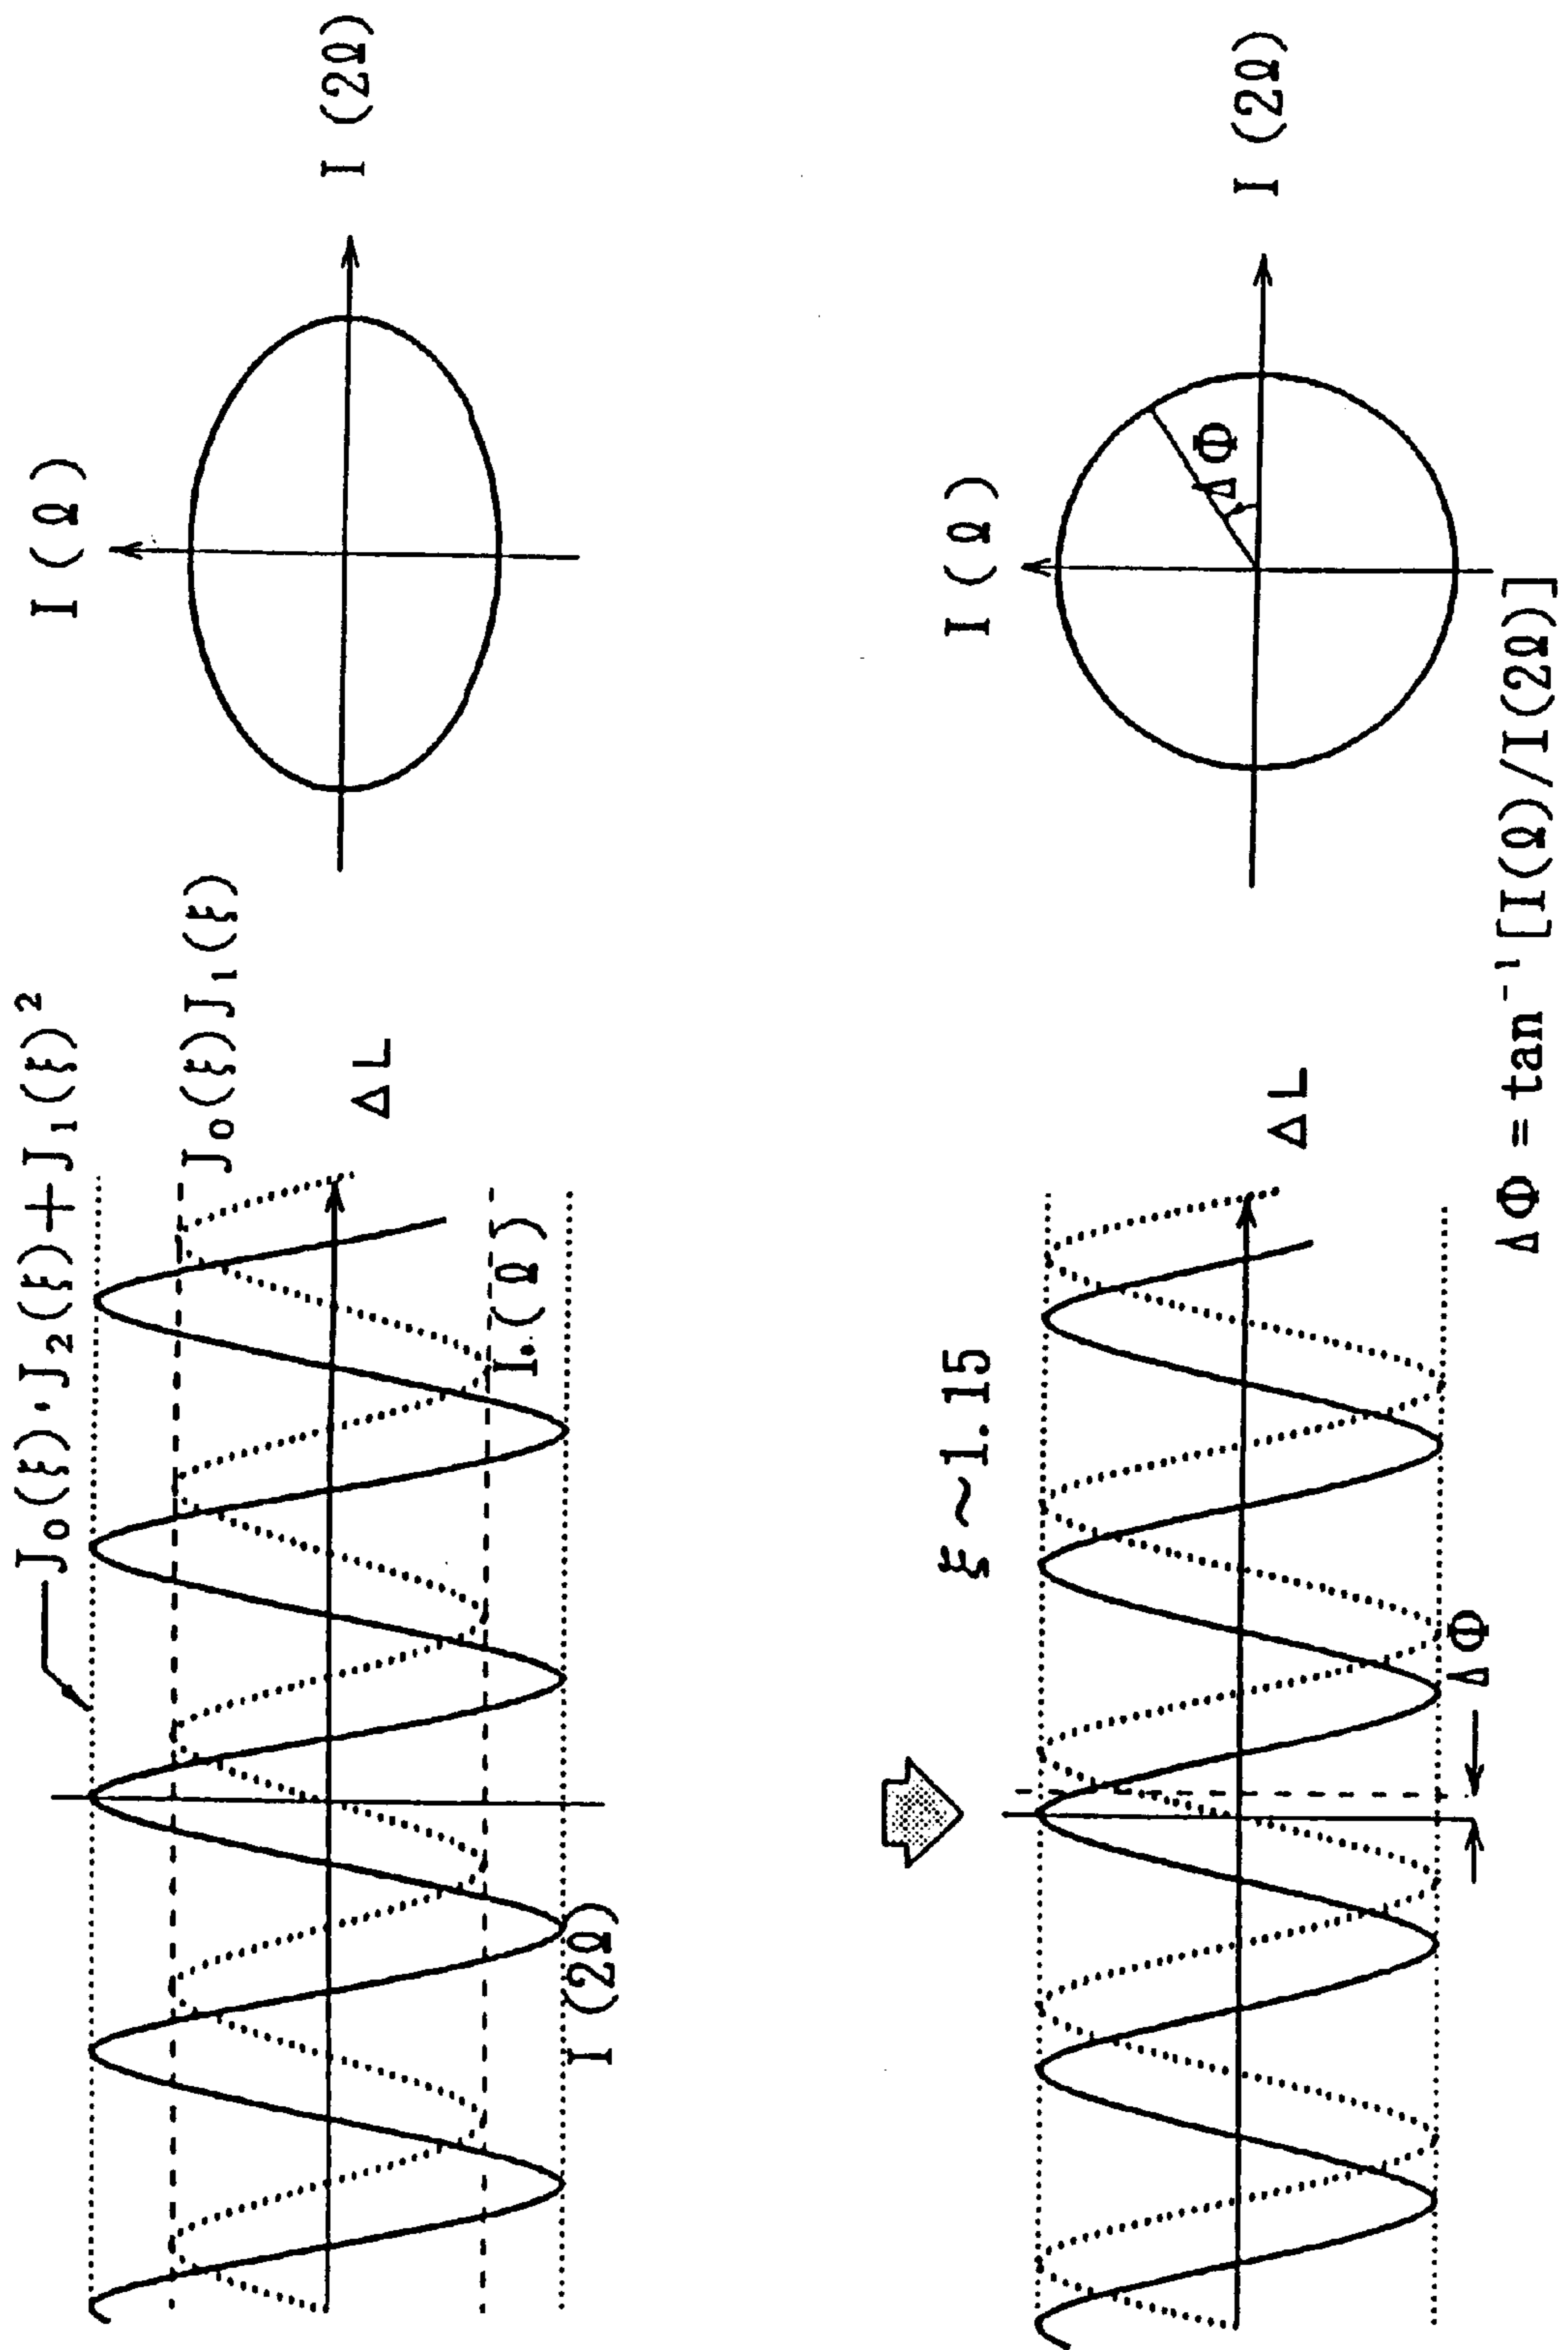 J₀(ξ)·J₂(ξ)+J₁(ξ)²
J₀(ξ)J₁(ξ)
ΔL
I(Ω)
I(2Ω)
I(Ω)
I(2Ω)
ξ~1.15
ΔL
ΔΦ
I(Ω)
I(2Ω)
ΔΦ
ΔΦ=tan⁻¹[I(Ω)/I(2Ω)]